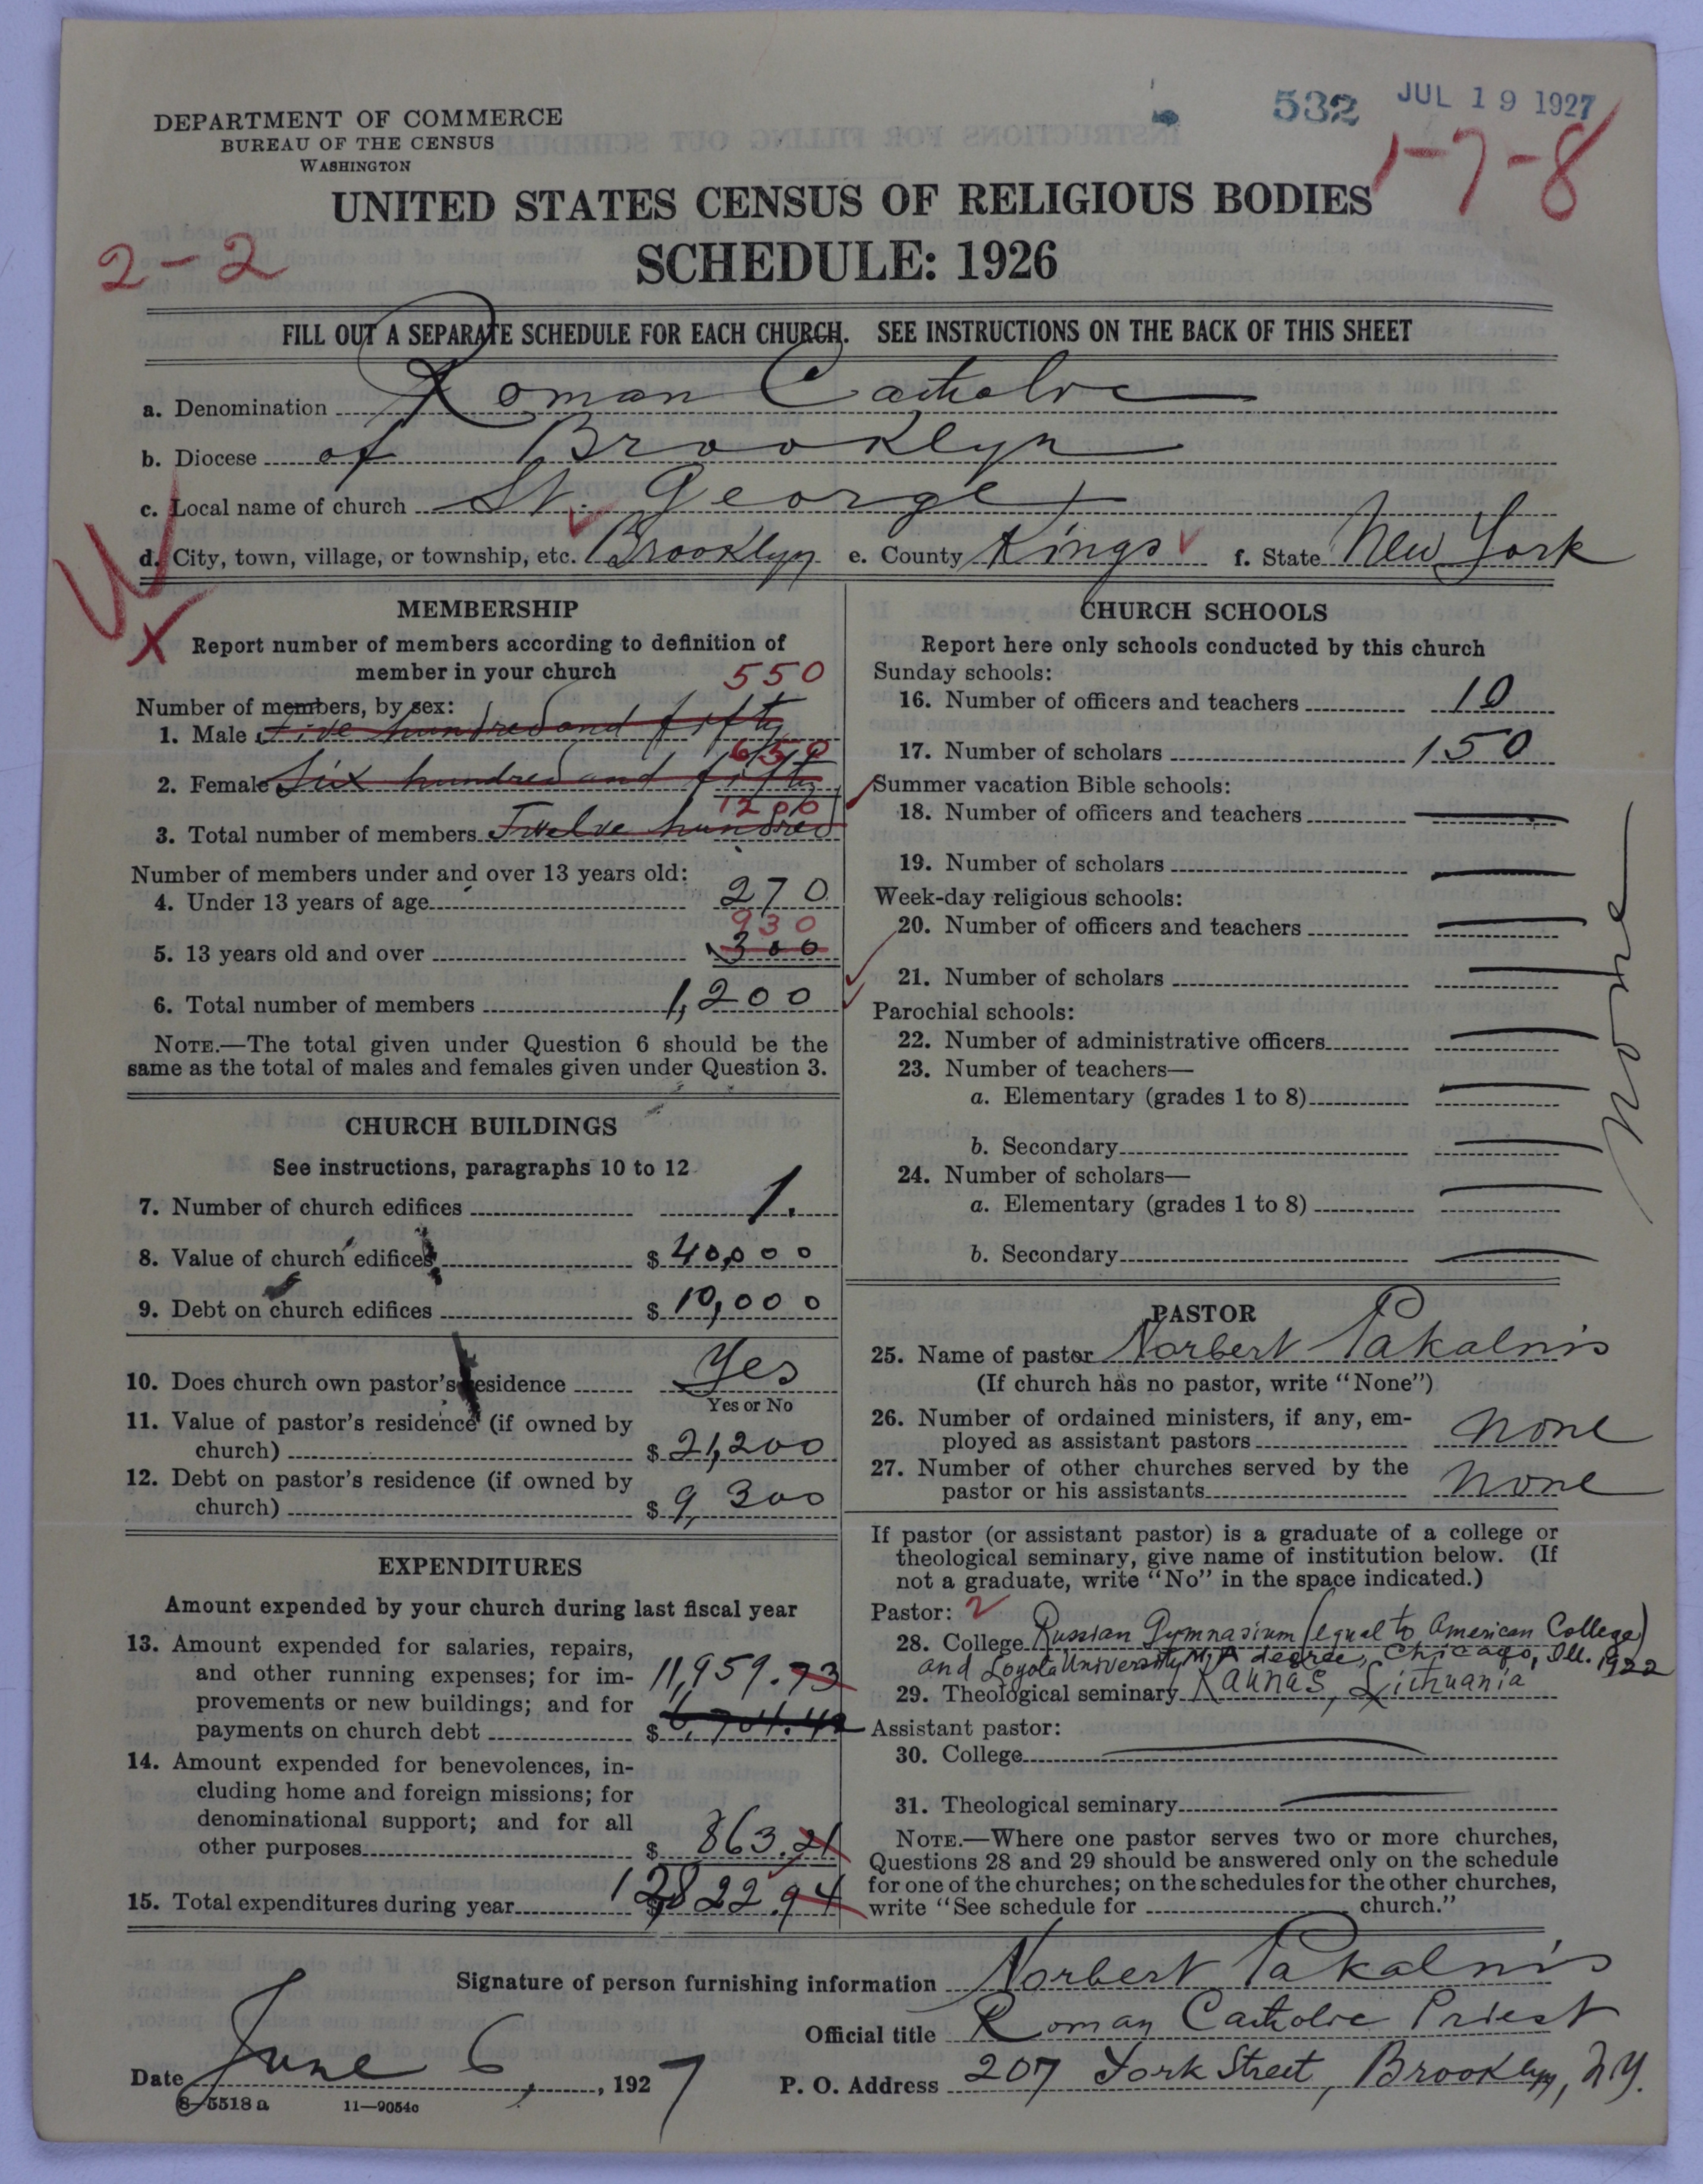 532 JUL 19 1927
1-7-8
DEPARTMENT OF COMMERCE
BUREAU OF THE CENSUS
WASHINGTON
UNITED STATES CENSUS OF RELIGIOUS BODIES
2-2
SCHEDULE: 1926
FILL OUT A SEPARATE SCHEDULE FOR EACH CHURCH. SEE INSTRUCTIONS ON THE BACK OF THIS SHEET
a. Denomination Roman Catholic
b. Diocese of Brooklyn
c. Local name of church St. George
d. City, town, village, or township, etc. Brooklyn e. County Kings f. State New York
MEMBERSHIP
Report number of members according to definition of
member in your church
550
Number of members, by sex:
1. Male Five hundred and fifty
650
2. Female Six hundred and fifty
1200
3. Total number of members Twelve hundred
Number of members under and over 13 years old:
4. Under 13 years of age 270
930
5. 13 years old and over 300
6. Total number of members 1,200
NOTE.—The total given under Question 6 should be the
same as the total of males and females given under Question 3.
CHURCH BUILDINGS
See instructions, paragraphs 10 to 12
7. Number of church edifices 1.
8. Value of church edifices $ 40,000
9. Debt on church edifices $ 10,000
10. Does church own pastor's residence Yes
Yes or No
11. Value of pastor's residence (if owned by
church) $ 21,200
12. Debt on pastor's residence (if owned by
church) $ 9,300
EXPENDITURES
Amount expended by your church during last fiscal year
13. Amount expended for salaries, repairs,
and other running expenses; for im- 11,959.73
provements or new buildings; and for
payments on church debt $
14. Amount expended for benevolences, in-
cluding home and foreign missions; for
denominational support; and for all
other purposes $ 863.21
15. Total expenditures during year $ 12822.94
CHURCH SCHOOLS
Report here only schools conducted by this church
Sunday schools:
16. Number of officers and teachers 10
17. Number of scholars 150
Summer vacation Bible schools:
18. Number of officers and teachers
19. Number of scholars
Week-day religious schools:
20. Number of officers and teachers
21. Number of scholars
Parochial schools:
22. Number of administrative officers
23. Number of teachers—
a. Elementary (grades 1 to 8)
b. Secondary
24. Number of scholars—
a. Elementary (grades 1 to 8)
b. Secondary
None
PASTOR
25. Name of pastor Norbert Pakalnis
(If church has no pastor, write "None")
26. Number of ordained ministers, if any, em-
ployed as assistant pastors none
27. Number of other churches served by the
pastor or his assistants none
If pastor (or assistant pastor) is a graduate of a college or
theological seminary, give name of institution below. (If
not a graduate, write "No" in the space indicated.)
Pastor: 2
28. College Russian Gymnasium (equal to American College)
and Loyola University M.A degree, Chicago, Ill. 1922
29. Theological seminary Kaunas, Lithuania
Assistant pastor:
30. College
31. Theological seminary
NOTE.—Where one pastor serves two or more churches,
Questions 28 and 29 should be answered only on the schedule
for one of the churches; on the schedules for the other churches,
write "See schedule for church."
Signature of person furnishing information Norbert Pakalnis
Official title Roman Catholic Priest
Date June 6, 1927 P. O. Address 207 York Street, Brooklyn, N.Y.
8-5518a 11—9054c